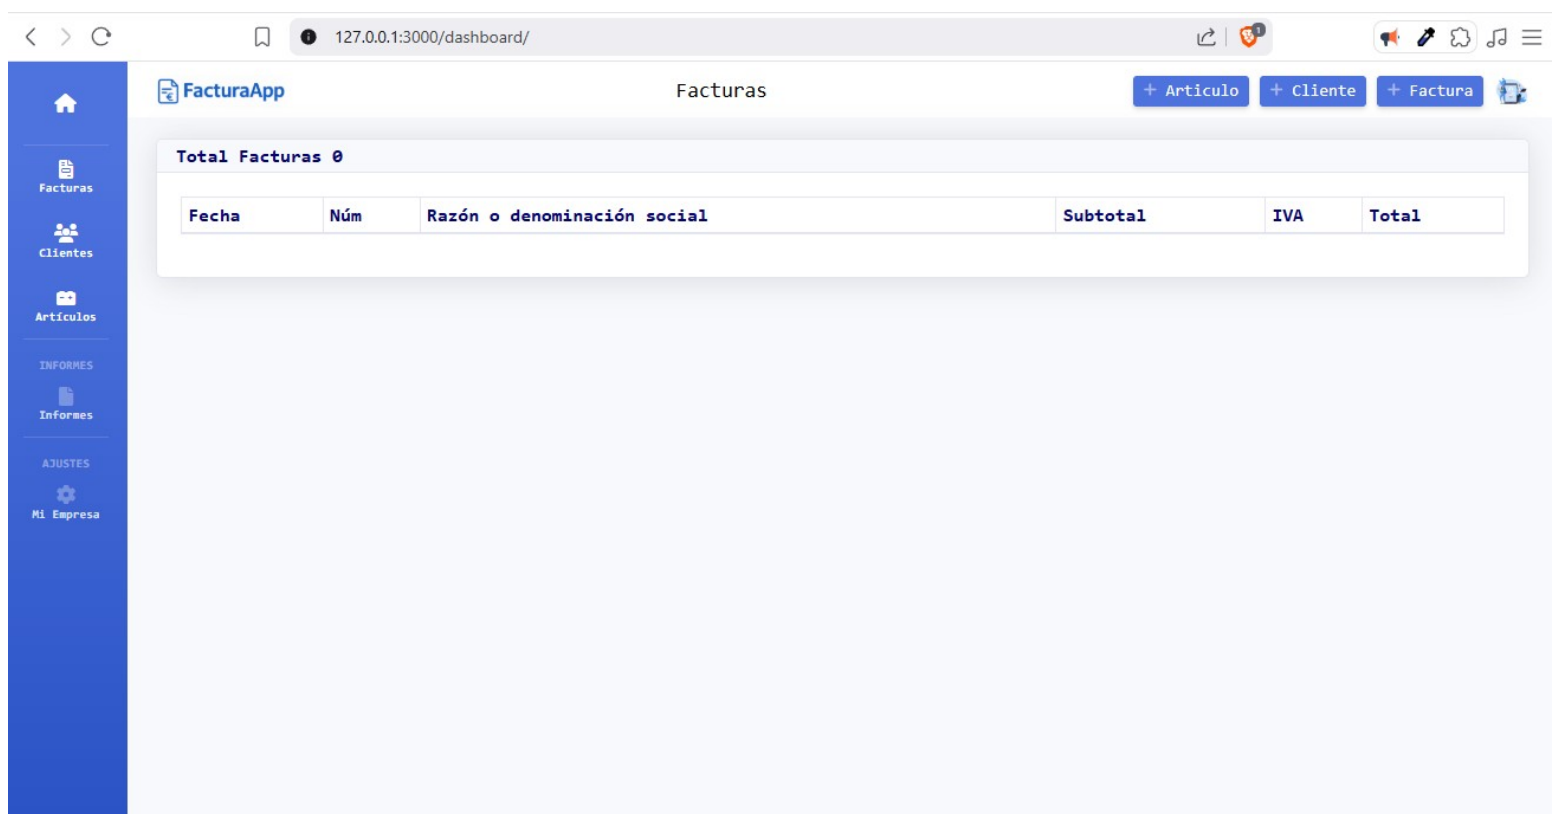 127.0.0.1:3000/dashboard/
1
FacturaApp
Facturas
+ Articulo
+ Cliente
+ Factura
Facturas
Clientes
Artículos
INFORMES
Informes
AJUSTES
Mi Empresa
Total Facturas 0
Fecha Núm Razón o denominación social Subtotal IVA Total